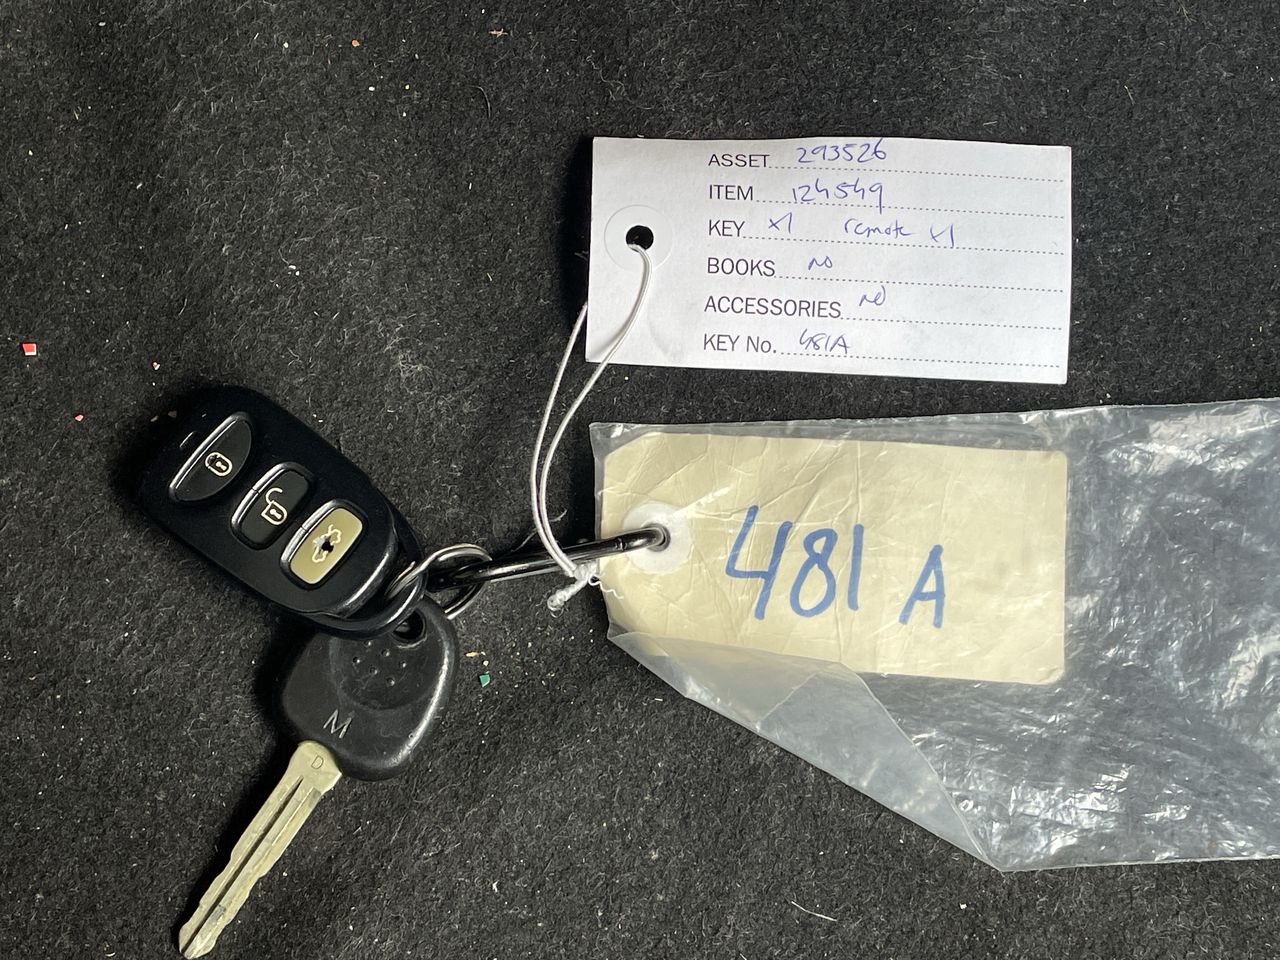 ASSET 293526
ITEM 124549
KEY x1 remote x1
BOOKS no
ACCESSORIES no
KEY No. 481A
481 A
M
D